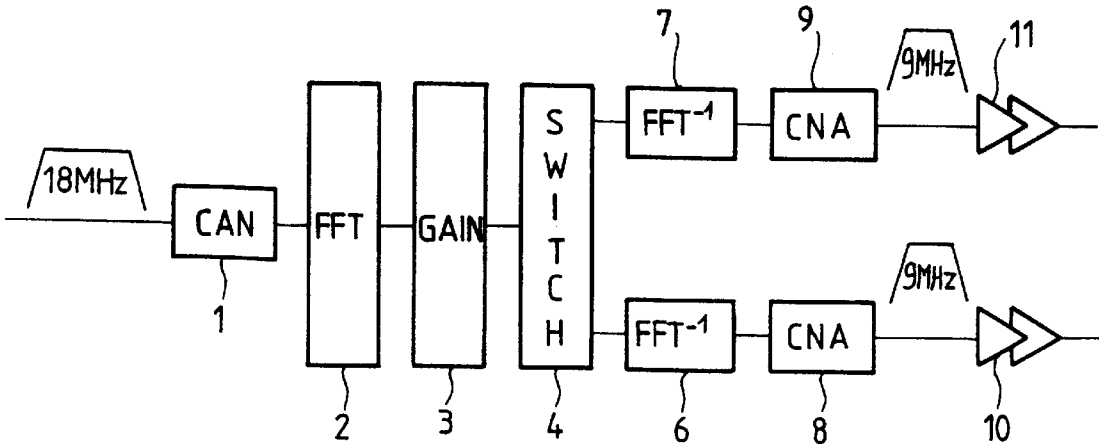 7
9
11
9MHz
FFT⁻¹
CNA
18MHz
CAN
FFT
GAIN
SWITCH
1
9MHz
FFT⁻¹
CNA
2
3
4
6
8
10